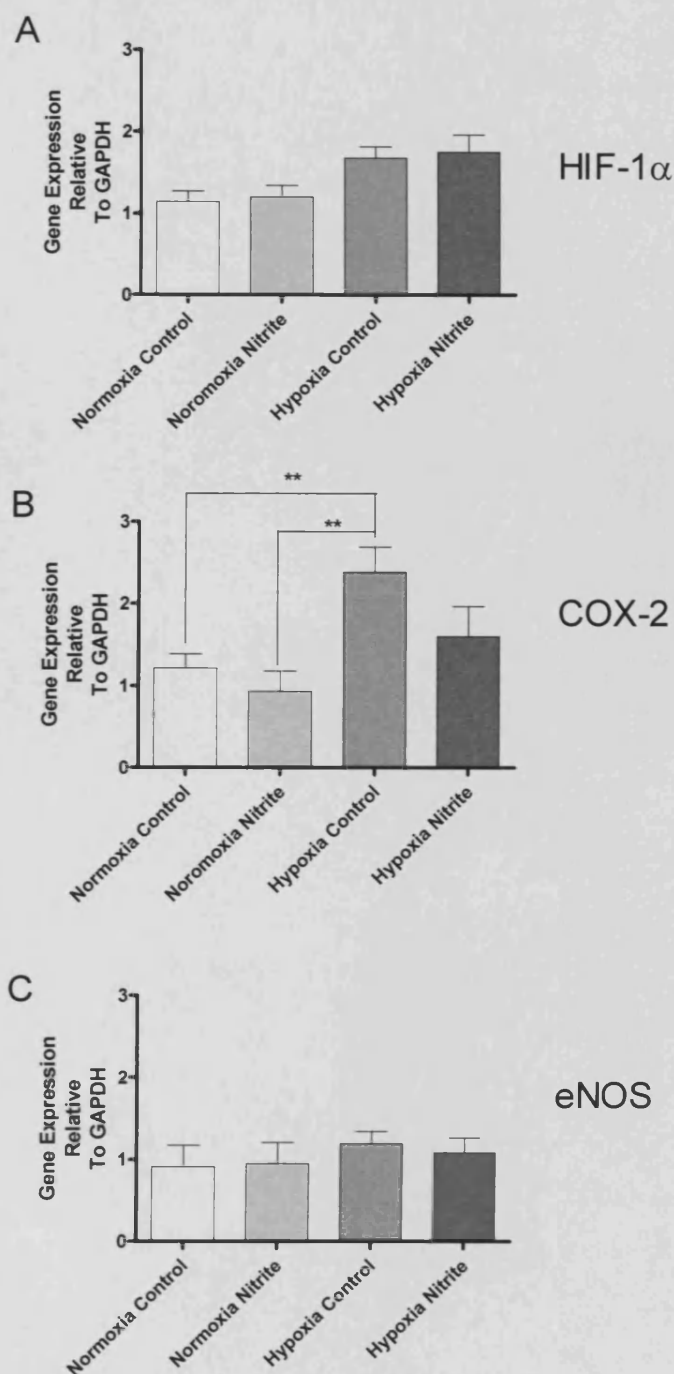 A
3
2
1
0
Gene Expression
Relative
To GAPDH
HIF-1α
Normoxia Control
Noromoxia Nitrite
Hypoxia Control
Hypoxia Nitrite
B
**
**
3
2
1
0
Gene Expression
Relative
To GAPDH
COX-2
Normoxia Control
Noromoxia Nitrite
Hypoxia Control
Hypoxia Nitrite
C
3
2
1
0
Gene Expression
Relative
To GAPDH
eNOS
Normoxia Control
Normoxia Nitrite
Hypoxia Control
Hypoxia Nitrite